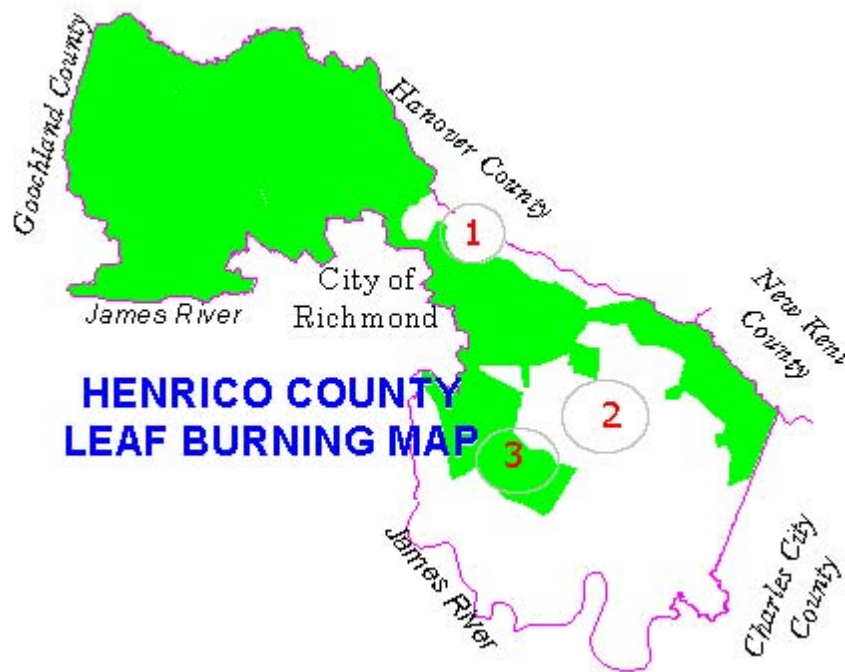 Goochland County
Hanover County
1
City of
Richmond
James River
New Kent
County
HENRICO COUNTY
LEAF BURNING MAP
2
3
James River
Charles City
County